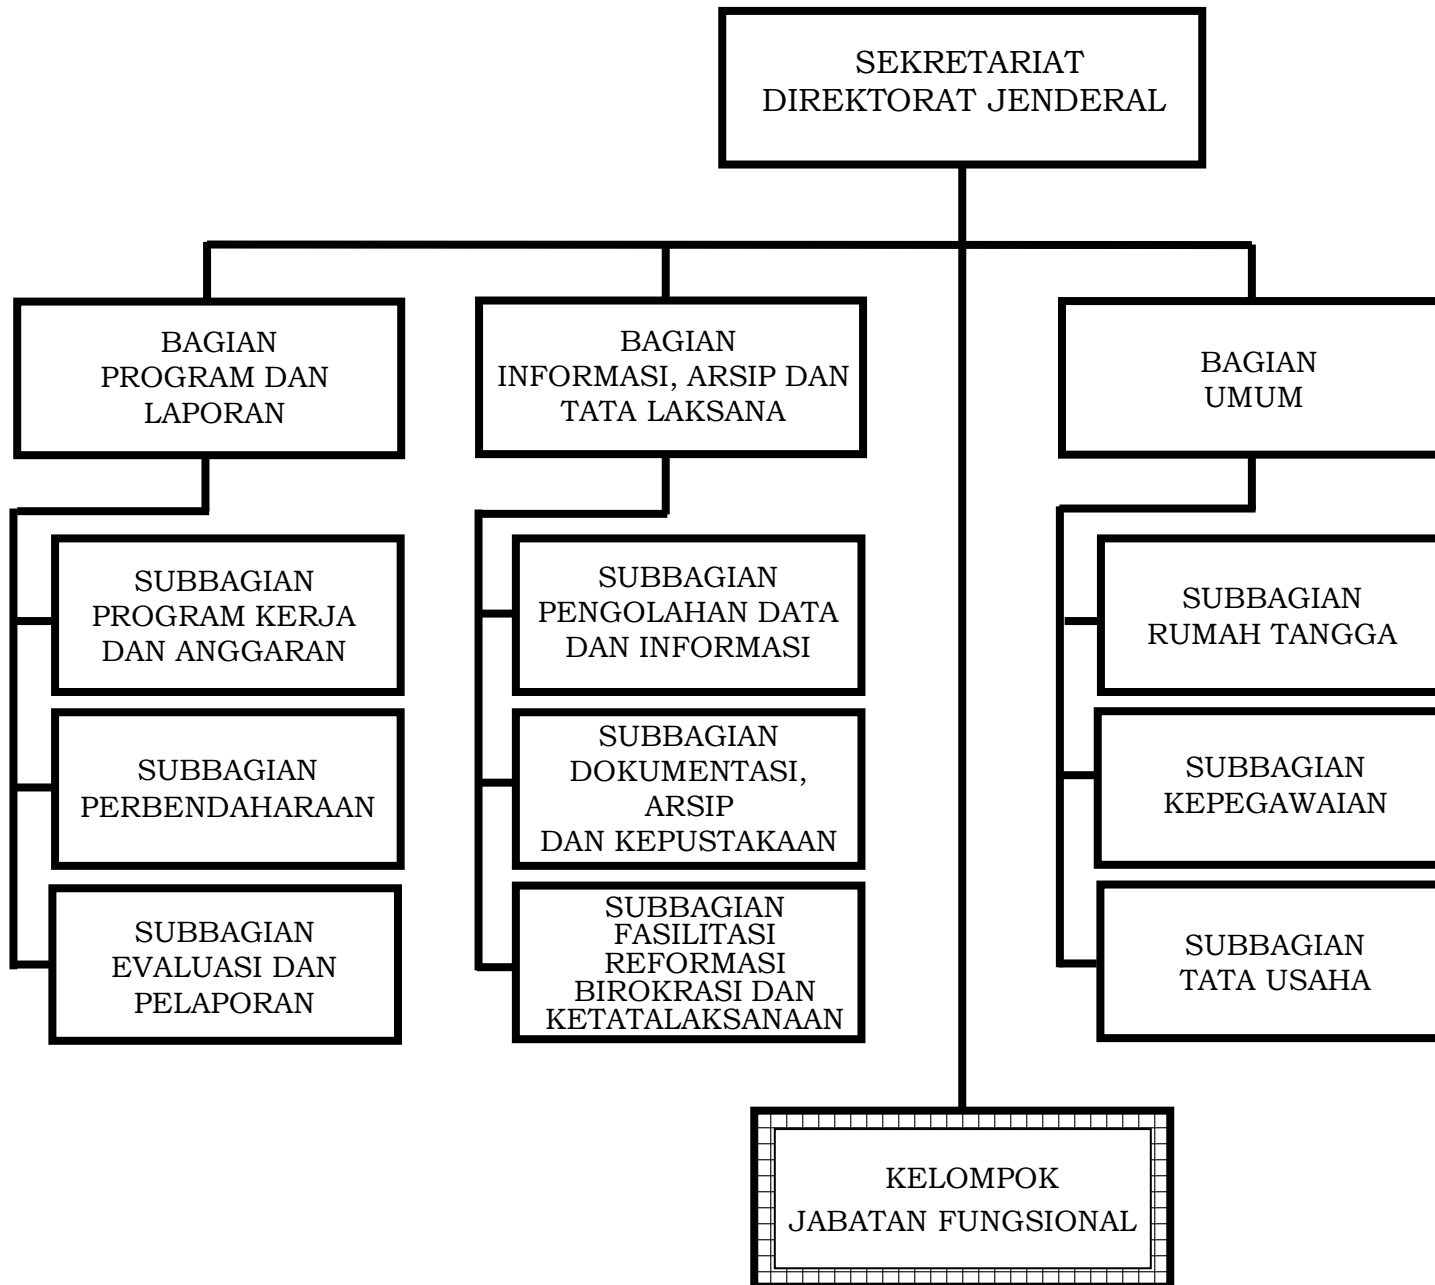 SEKRETARIAT
DIREKTORAT JENDERAL
BAGIAN
PROGRAM DAN
LAPORAN
BAGIAN
INFORMASI, ARSIP DAN
TATA LAKSANA
BAGIAN
UMUM
SUBBAGIAN
PROGRAM KERJA
DAN ANGGARAN
SUBBAGIAN
PENGOLAHAN DATA
DAN INFORMASI
SUBBAGIAN
RUMAH TANGGA
SUBBAGIAN
PERBENDAHARAAN
SUBBAGIAN
DOKUMENTASI,
ARSIP
DAN KEPUSTAKAAN
SUBBAGIAN
KEPEGAWAIAN
SUBBAGIAN
EVALUASI DAN
PELAPORAN
SUBBAGIAN
FASILITASI
REFORMASI
BIROKRASI DAN
KETATALAKSANAAN
SUBBAGIAN
TATA USAHA
KELOMPOK
JABATAN FUNGSIONAL